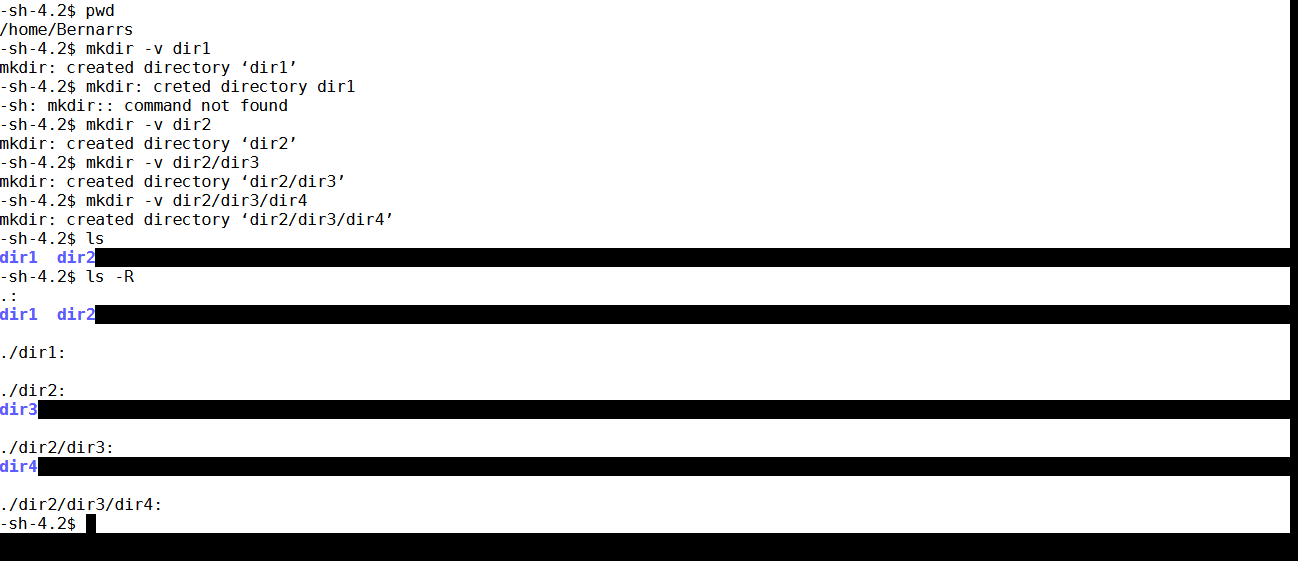 -sh-4.2$ pwd
/home/Bernarrs
-sh-4.2$ mkdir -v dir1
mkdir: created directory ‘dir1’
-sh-4.2$ mkdir: creted directory dir1
-sh: mkdir:: command not found
-sh-4.2$ mkdir -v dir2
mkdir: created directory ‘dir2’
-sh-4.2$ mkdir -v dir2/dir3
mkdir: created directory ‘dir2/dir3’
-sh-4.2$ mkdir -v dir2/dir3/dir4
mkdir: created directory ‘dir2/dir3/dir4’
-sh-4.2$ ls
dir1  dir2
-sh-4.2$ ls -R
.:
dir1  dir2
./dir1:
./dir2:
dir3
./dir2/dir3:
dir4
./dir2/dir3/dir4:
-sh-4.2$